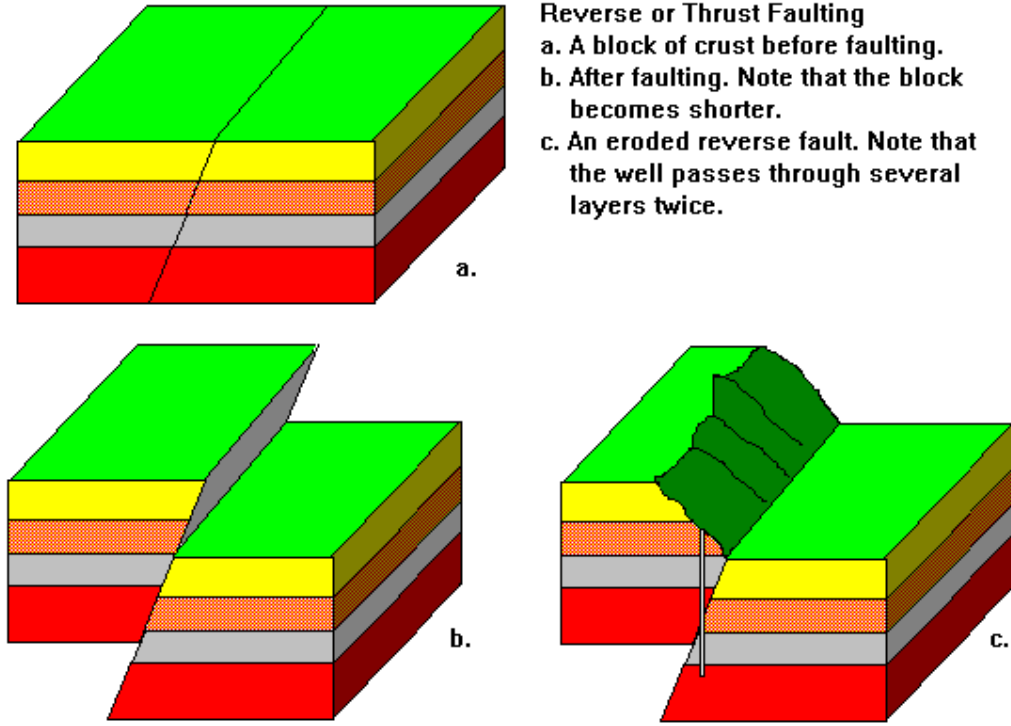 Reverse or Thrust Faulting
a. A block of crust before faulting.
b. After faulting. Note that the block
becomes shorter.
c. An eroded reverse fault. Note that
the well passes through several
layers twice.
a.
b.
c.